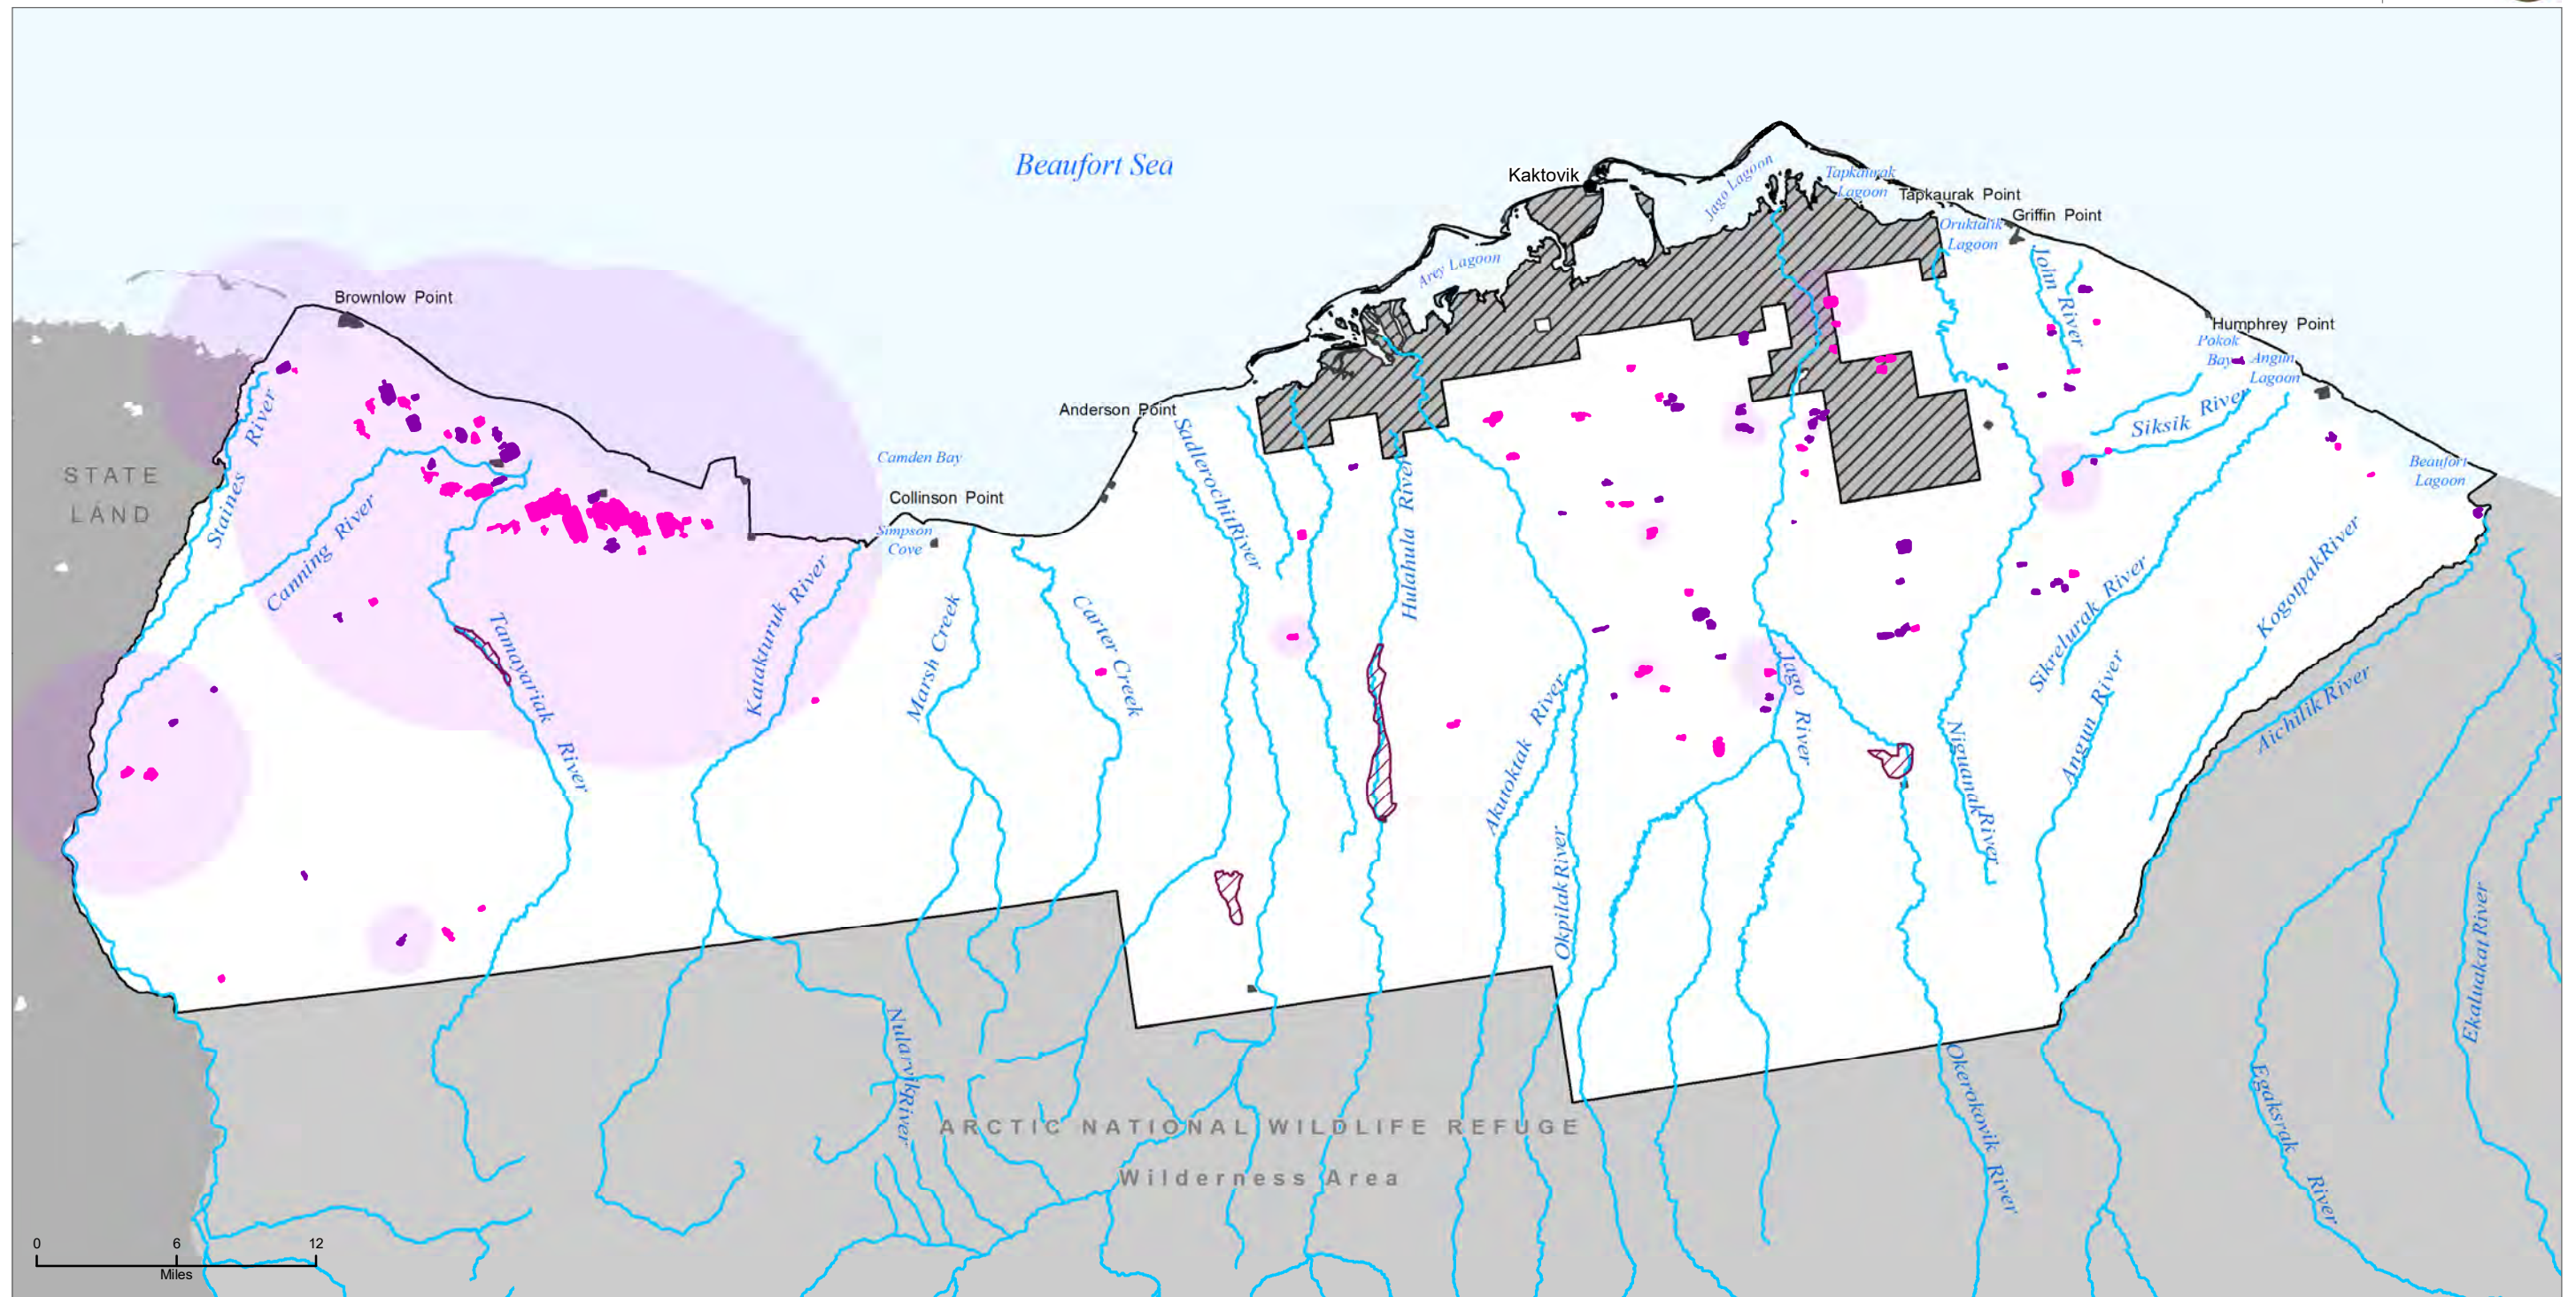 Beaufort Sea
Kaktovik
Jago Lagoon
Tapkaurak
Lagoon
Tapkaurak Point
Griffin Point
Oruktalik
Lagoon
Arey Lagoon
John River
Brownlow Point
Humphrey Point
Pokok
Bay
Angun
Lagoon
Anderson Point
Siksik River
Sadlerochit River
Camden Bay
Collinson Point
Simpson
Cove
Beaufort
Lagoon
STATE
LAND
Staines River
Canning River
Hulahula River
Tamayariak River
Katakturuk River
Marsh Creek
Carter Creek
Sikrelurak River
Kogotpak River
Angun River
Aichilik River
Jago River
Akutoktak River
Niguanak River
Okpilak River
Ekaluakat River
Nularvik River
Okerokovik River
Egaksrak River
ARCTIC NATIONAL WILDLIFE REFUGE
Wilderness Area
0 6 12
Miles